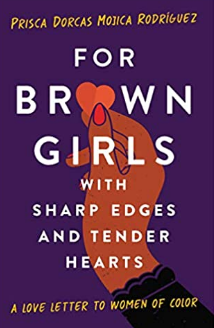 PRISCA DORCAS MOJICA RODRÍGUEZ
FOR
BROWN
GIRLS
WITH
SHARP EDGES
AND TENDER
HEARTS
A LOVE LETTER TO WOMEN OF COLOR